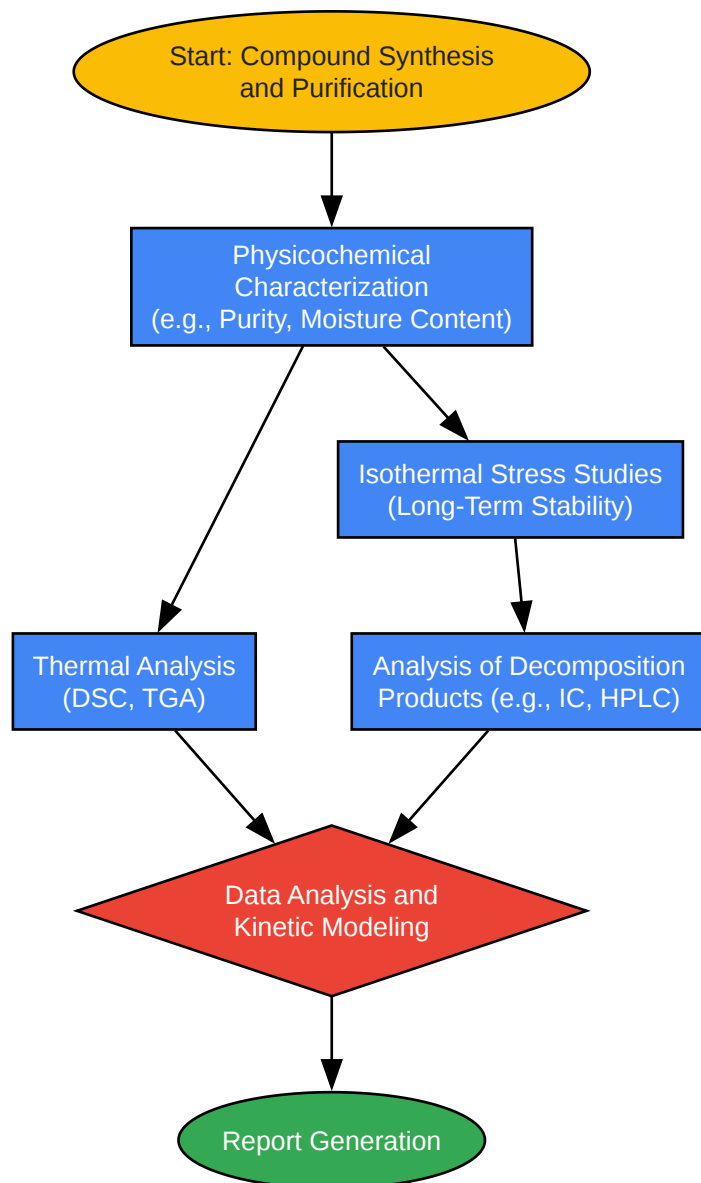 Start: Compound Synthesis
and Purification
Physicochemical
Characterization
(e.g., Purity, Moisture Content)
Isothermal Stress Studies
(Long-Term Stability)
Thermal Analysis
(DSC, TGA)
Analysis of Decomposition
Products (e.g., IC, HPLC)
Data Analysis and
Kinetic Modeling
Report Generation